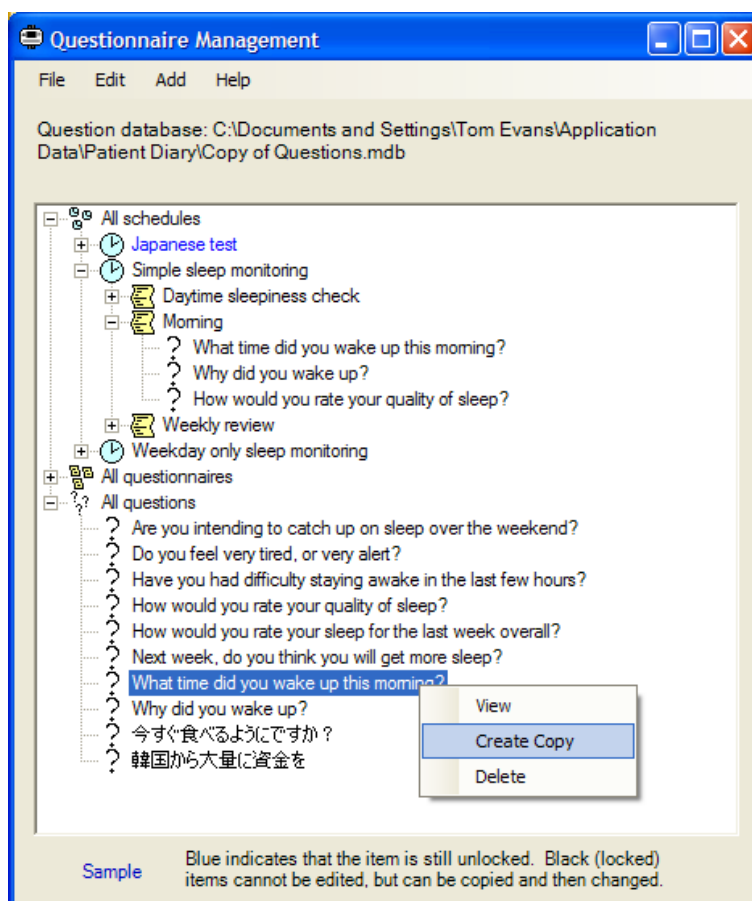 Questionnaire Management
File Edit Add Help
Question database: C:\Documents and Settings\Tom Evans\Application
Data\Patient Diary\Copy of Questions.mdb
All schedules
Japanese test
Simple sleep monitoring
Daytime sleepiness check
Morning
What time did you wake up this morning?
Why did you wake up?
How would you rate your quality of sleep?
Weekly review
Weekday only sleep monitoring
All questionnaires
All questions
Are you intending to catch up on sleep over the weekend?
Do you feel very tired, or very alert?
Have you had difficulty staying awake in the last few hours?
How would you rate your quality of sleep?
How would you rate your sleep for the last week overall?
Next week, do you think you will get more sleep?
What time did you wake up this morning?
View
Why did you wake up?
今すぐ食べるようにですか？
Create Copy
韓国から大量に資金を
Delete
Sample
Blue indicates that the item is still unlocked. Black (locked)
items cannot be edited, but can be copied and then changed.